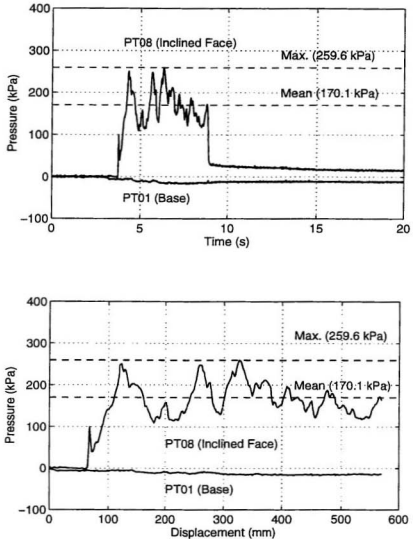 400
PT08 (Inclined Face)
300
Max. (259.6 kPa)
200
Mean (170.1 kPa)
100
0
PT01 (Base)
−100
0 5 10 15 20
Time (s)
Pressure (kPa)
400
300
Max. (259.6 kPa)
200
Mean (170.1 kPa)
100
PT08 (Inclined Face)
0
PT01 (Base)
−100
0 100 200 300 400 500 600
Displacement (mm)
Pressure (kPa)